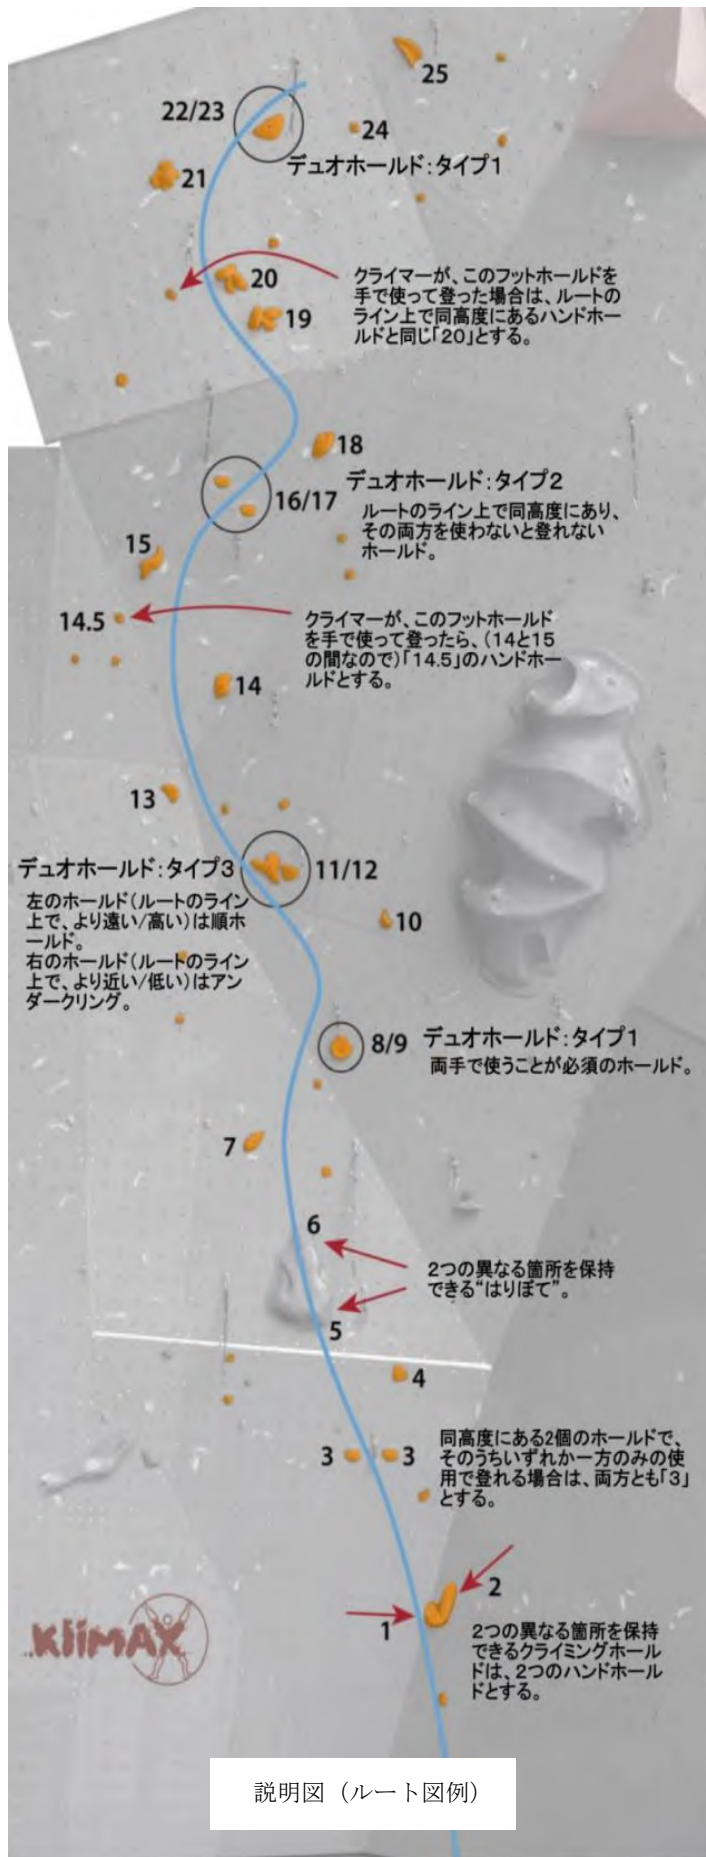 25
22/23
24
デュオホールド:タイプ1
21
20
クライマーが、このフットホールドを
手で使って登った場合は、ルートの
ライン上で同高度にあるハンドホー
ルドと同じ「20」とする。
19
18
デュオホールド:タイプ2
16/17
ルートのライン上で同高度にあり、
その両方を使わないと登れない
ホールド。
15
14.5
クライマーが、このフットホールド
を手で使って登ったら、(14と15
の間なので)「14.5」のハンドホー
ルドとする。
14
13
デュオホールド:タイプ3
11/12
左のホールド(ルートのライン
上で、より遠い/高い)は順ホ
ールド。
右のホールド(ルートのライン
上で、より近い/低い)はアン
ダークリング。
10
8/9
デュオホールド:タイプ1
両手で使うことが必須のホールド。
7
6
2つの異なる箇所を保持
できる“はりぼて”。
5
4
3
3
同高度にある2個のホールドで、
そのうちいずれか一方のみの使
用で登れる場合は、両方とも「3」
とする。
2
1
2つの異なる箇所を保持
できるクライミングホール
ドは、2つのハンドホール
ドとする。
KliMAX
説明図(ルート図例)